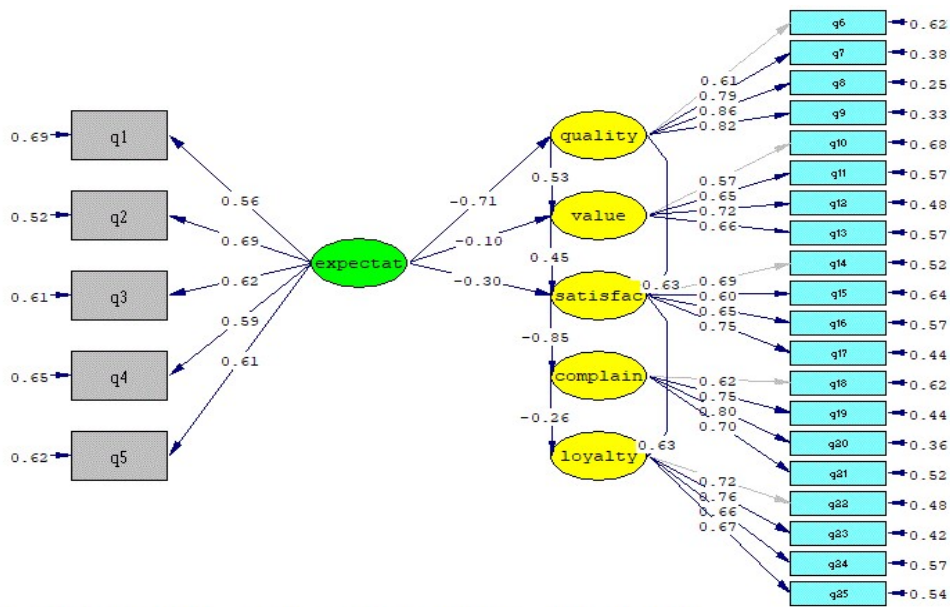 q6
0.62
q7
0.38
0.61
q8
0.25
0.79
0.86
q9
0.33
0.82
0.69
q1
quality
q10
0.68
q11
0.57
0.53
0.57
0.65
q12
0.48
0.56
-0.71
0.72
0.52
q2
value
0.66
q13
0.57
0.69
-0.10
expectat
0.45
q14
0.52
0.62
-0.30
0.63
0.69
0.61
q3
satisfac
0.60
q15
0.64
0.65
q16
0.57
0.59
-0.85
0.75
q17
0.44
0.61
0.65
q4
complain
0.62
q18
0.62
0.75
q19
0.44
-0.26
0.80
0.70
q20
0.36
0.63
0.62
q5
loyalty
q21
0.52
0.72
0.76
q22
0.48
0.66
0.67
q23
0.42
q24
0.57
q25
0.54